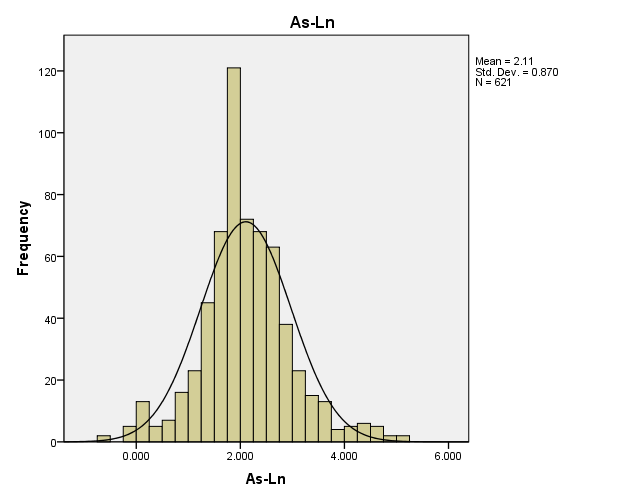 As-Ln
Mean = 2.11
Std. Dev. = 0.870
N = 621
120
100
80
60
40
20
0
Frequency
0.000 2.000 4.000 6.000
As-Ln